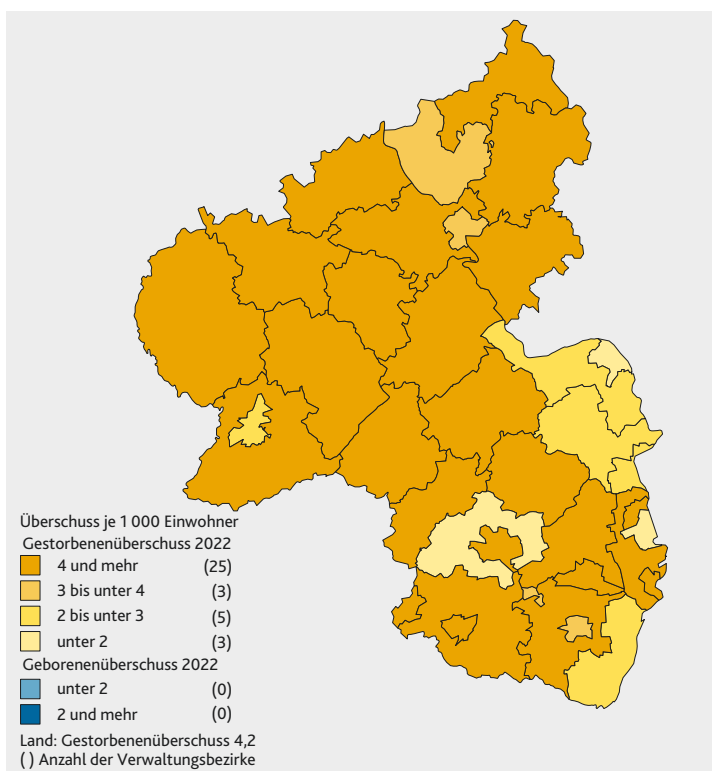 Überschuss je 1 000 Einwohner
Gestorbenenüberschuss 2022
4 und mehr (25)
3 bis unter 4 (3)
2 bis unter 3 (5)
unter 2 (3)
Geborenenüberschuss 2022
unter 2 (0)
2 und mehr (0)
Land: Gestorbenenüberschuss 4,2
( ) Anzahl der Verwaltungsbezirke